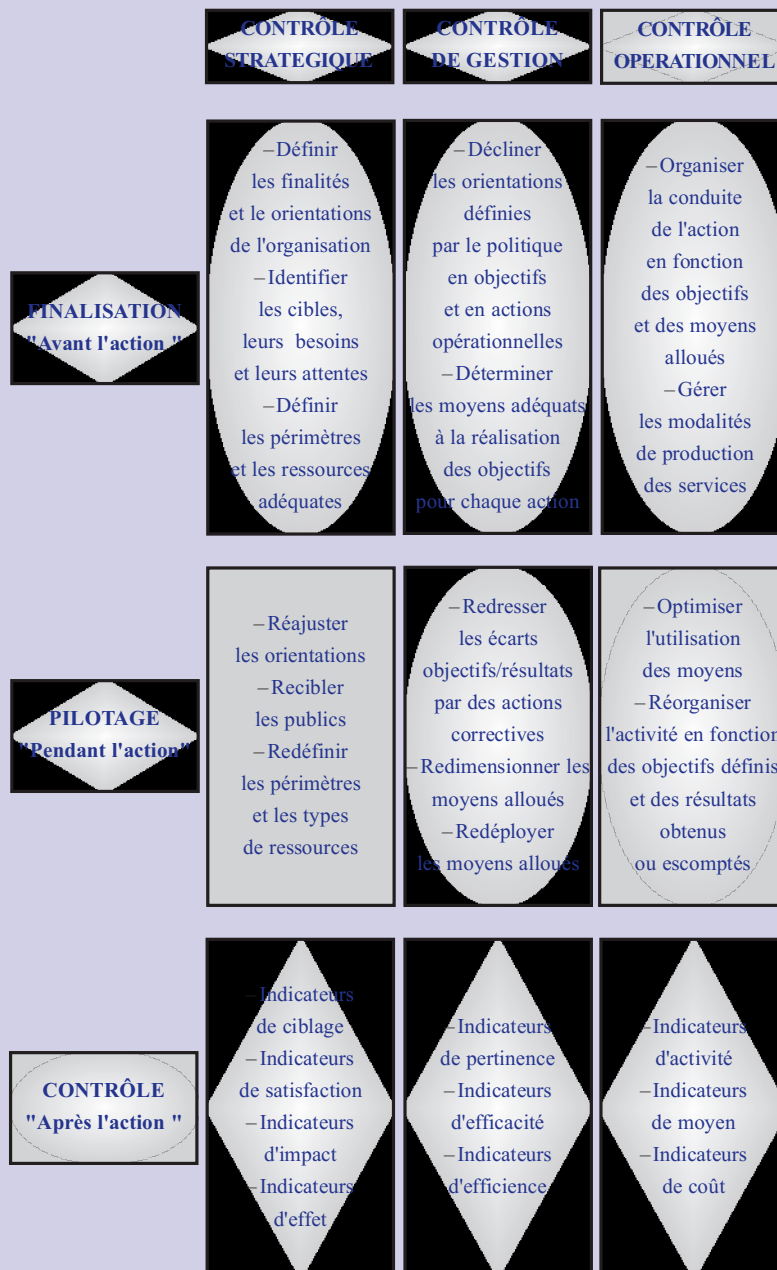 CONTRÔLE
STRATEGIQUE
CONTRÔLE
DE GESTION
CONTRÔLE
OPERATIONNEL
FINALISATION
"Avant l'action "
–Définir
les finalités
et le orientations
de l'organisation
–Identifier
les cibles,
leurs besoins
et leurs attentes
–Définir
les périmètres
et les ressources
adéquates
–Décliner
les orientations
définies
par le politique
en objectifs
et en actions
opérationnelles
–Déterminer
les moyens adéquats
à la réalisation
des objectifs
pour chaque action
–Organiser
la conduite
de l'action
en fonction
des objectifs
et des moyens
alloués
–Gérer
les modalités
de production
des services
PILOTAGE
"Pendant l'action"
–Réajuster
les orientations
–Recibler
les publics
–Redéfinir
les périmètres
et les types
de ressources
–Redresser
les écarts
objectifs/résultats
par des actions
correctives
–Redimensionner les
moyens alloués
–Redéployer
les moyens alloués
–Optimiser
l'utilisation
des moyens
–Réorganiser
l'activité en fonction
des objectifs définis
et des résultats
obtenus
ou escomptés
CONTRÔLE
"Après l'action "
–Indicateurs
de ciblage
–Indicateurs
de satisfaction
–Indicateurs
d'impact
–Indicateurs
d'effet
–Indicateurs
de pertinence
–Indicateurs
d'efficacité
–Indicateurs
d'efficience
–Indicateurs
d'activité
–Indicateurs
de moyen
–Indicateurs
de coût